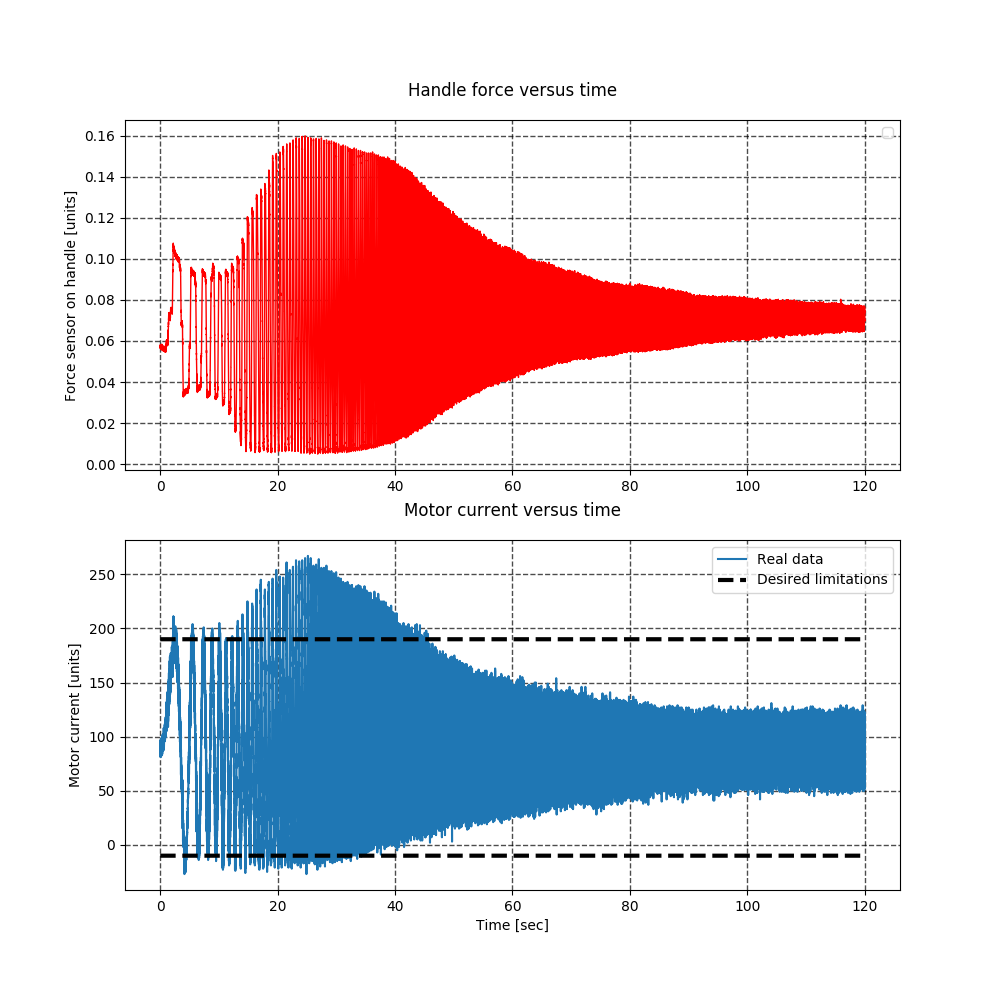 Handle force versus time
Force sensor on handle [units]
0.16
0.14
0.12
0.10
0.08
0.06
0.04
0.02
0.00
0 20 40 60 80 100 120
Motor current versus time
Real data
Desired limitations
Motor current [units]
250
200
150
100
50
0
0 20 40 60 80 100 120
Time [sec]